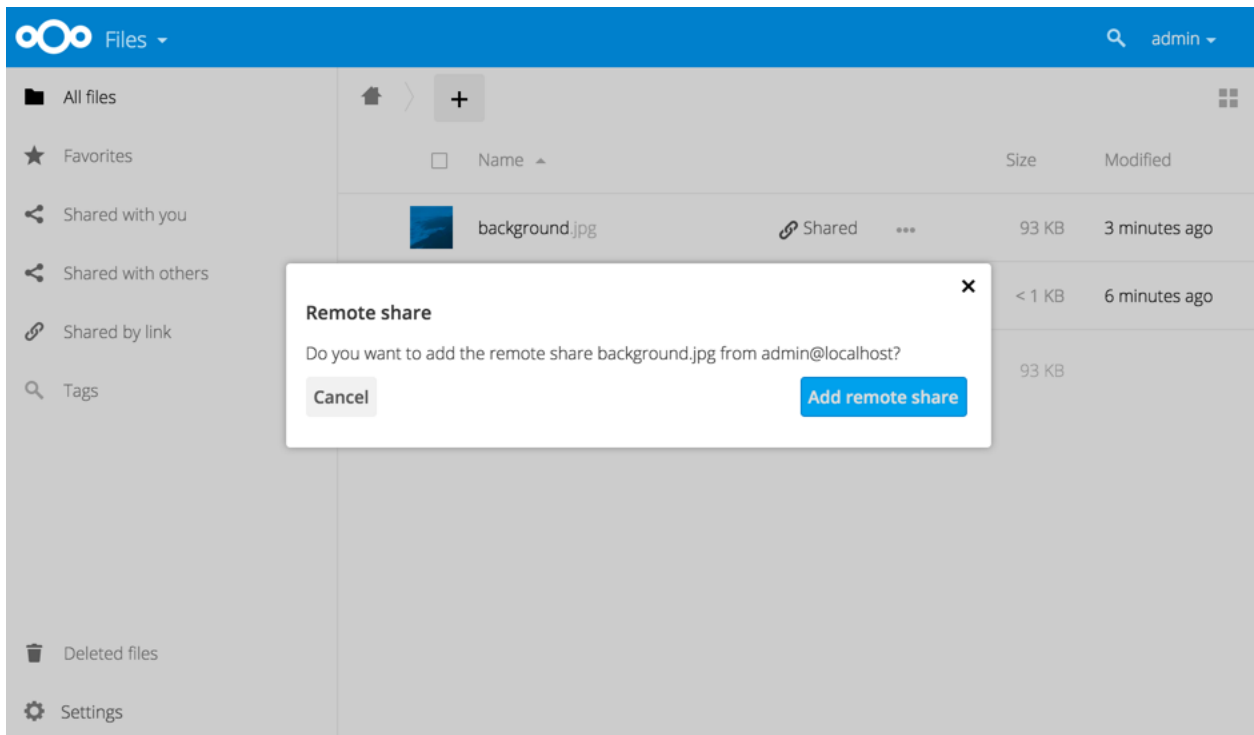 Files
admin
All files
Favorites
Shared with you
Shared with others
Shared by link
Tags
Deleted files
Settings
+
Name
Size
Modified
background.jpg
Shared
93 KB
3 minutes ago
< 1 KB
6 minutes ago
93 KB
Remote share
Do you want to add the remote share background.jpg from admin@localhost?
Cancel
Add remote share